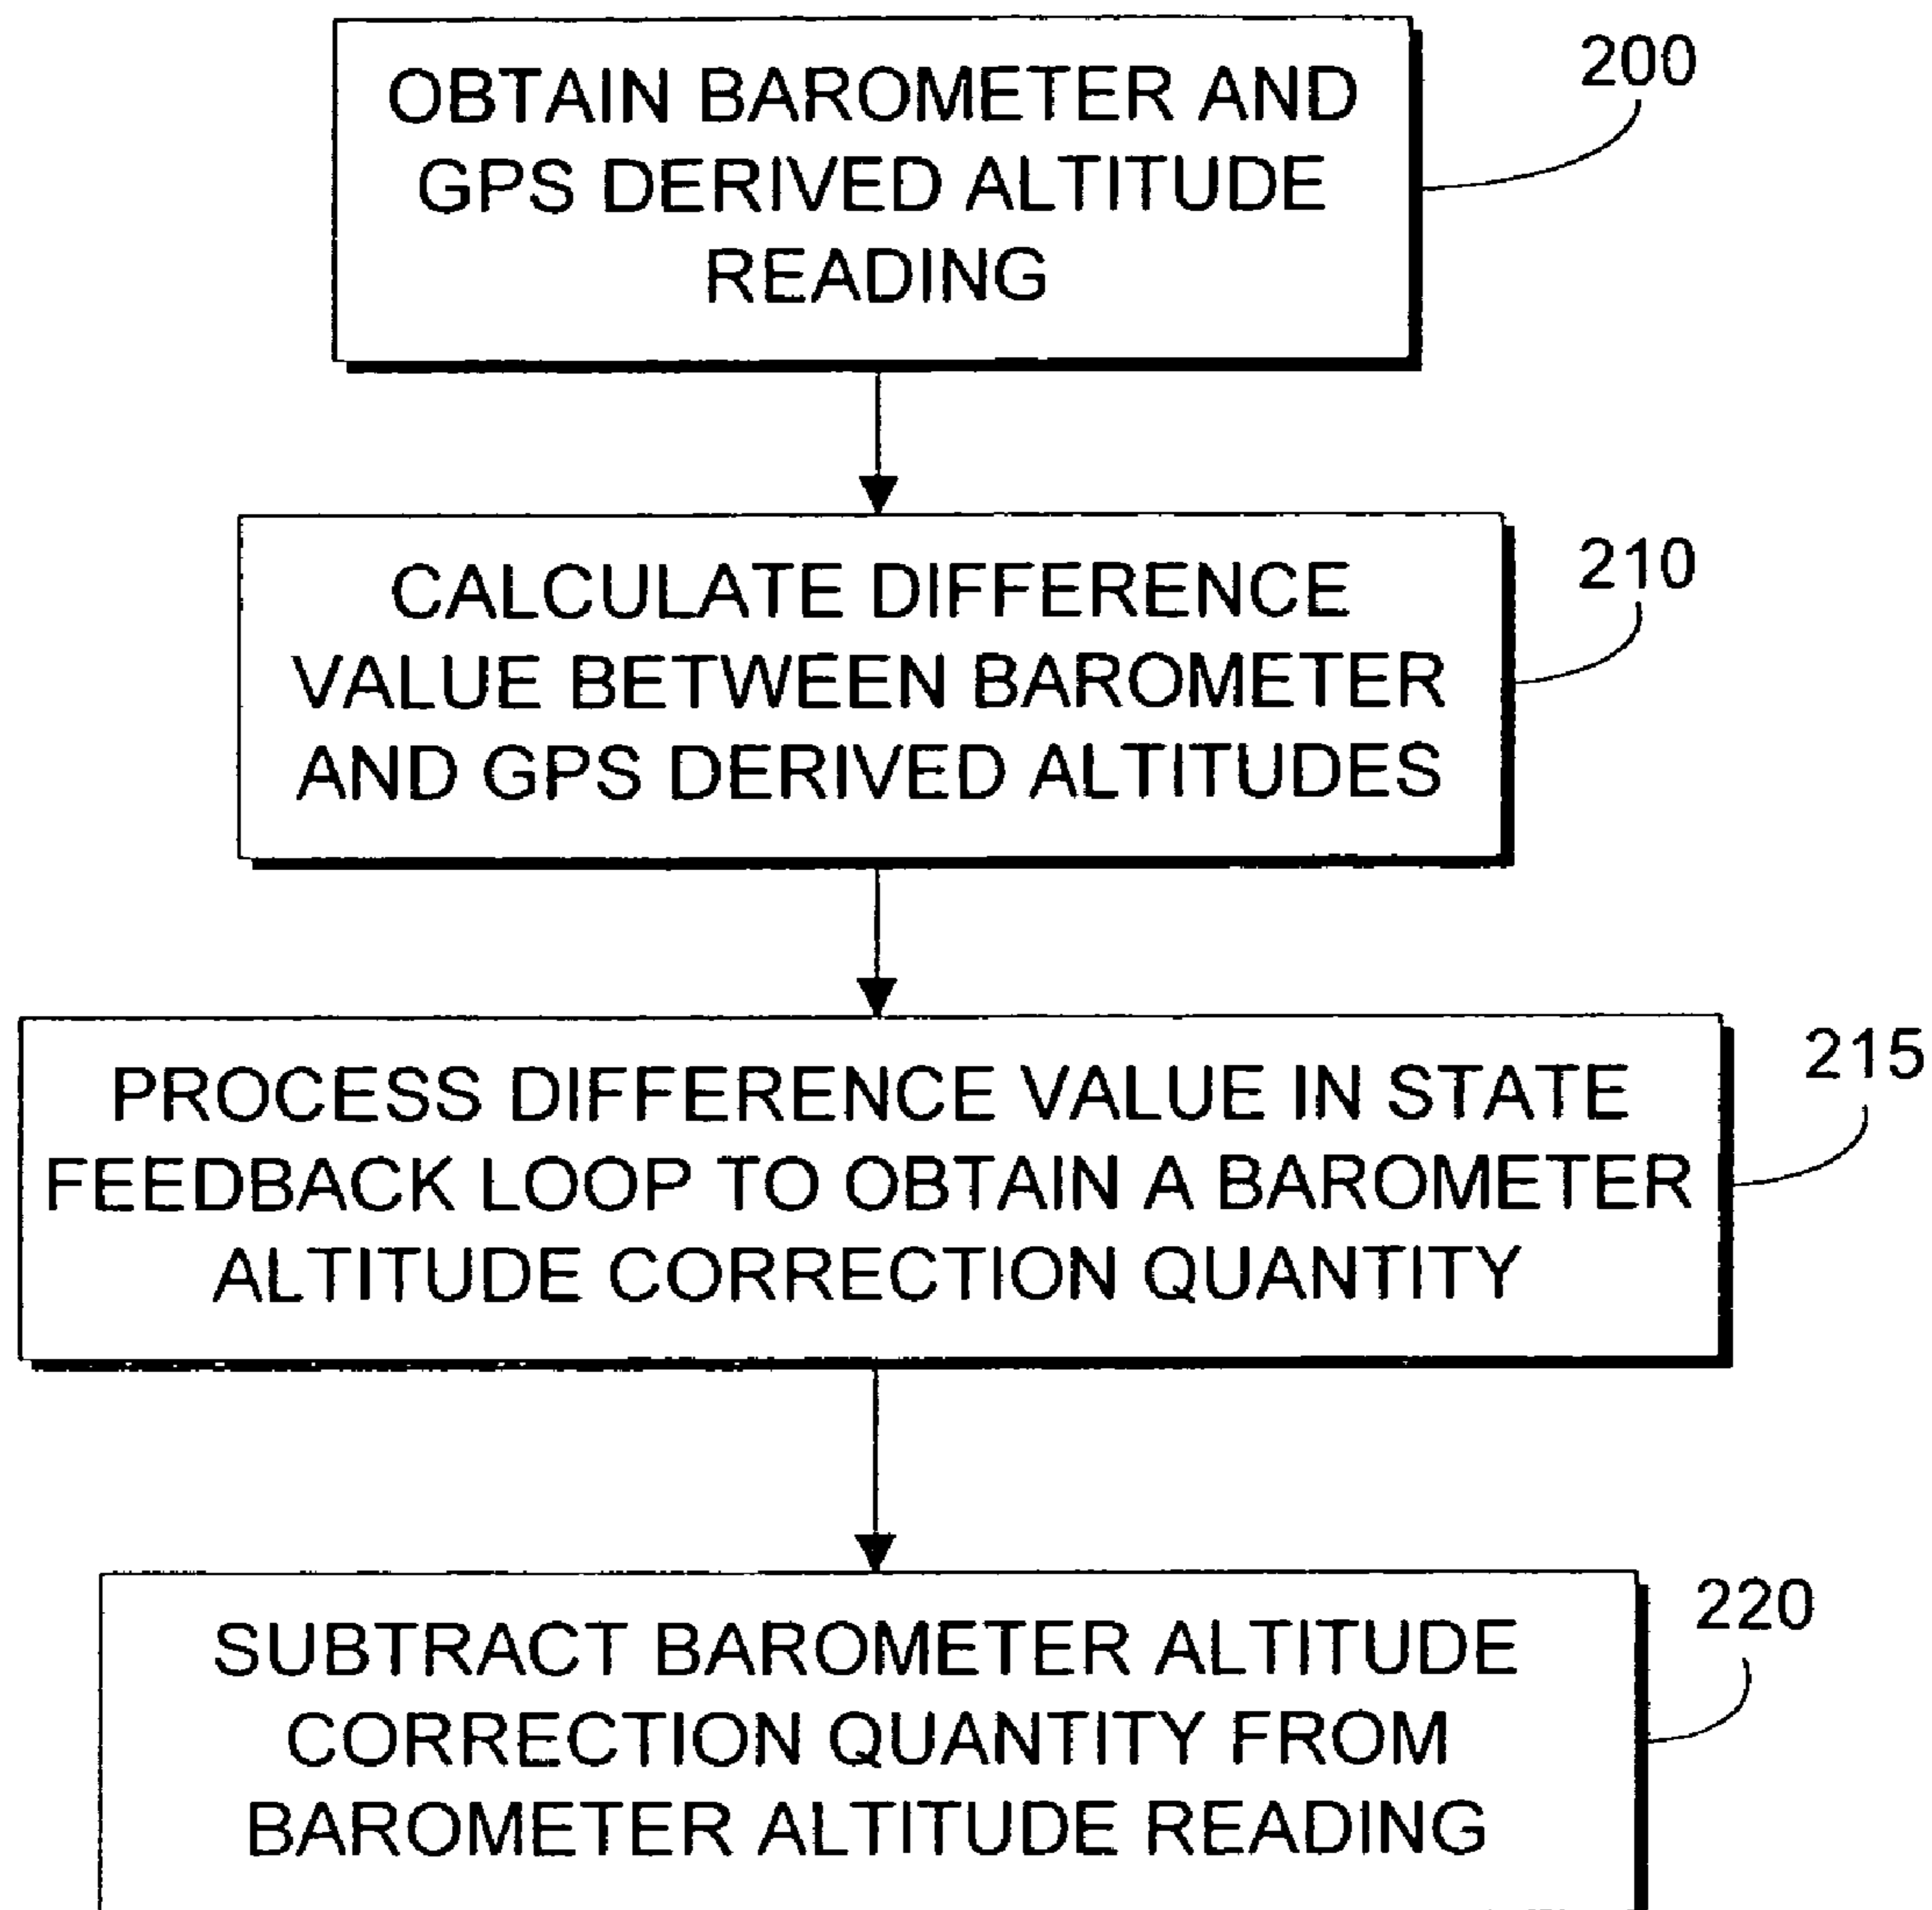 OBTAIN BAROMETER AND
GPS DERIVED ALTITUDE
READING
200
CALCULATE DIFFERENCE
VALUE BETWEEN BAROMETER
AND GPS DERIVED ALTITUDES
210
PROCESS DIFFERENCE VALUE IN STATE
FEEDBACK LOOP TO OBTAIN A BAROMETER
ALTITUDE CORRECTION QUANTITY
215
SUBTRACT BAROMETER ALTITUDE
CORRECTION QUANTITY FROM
BAROMETER ALTITUDE READING
220